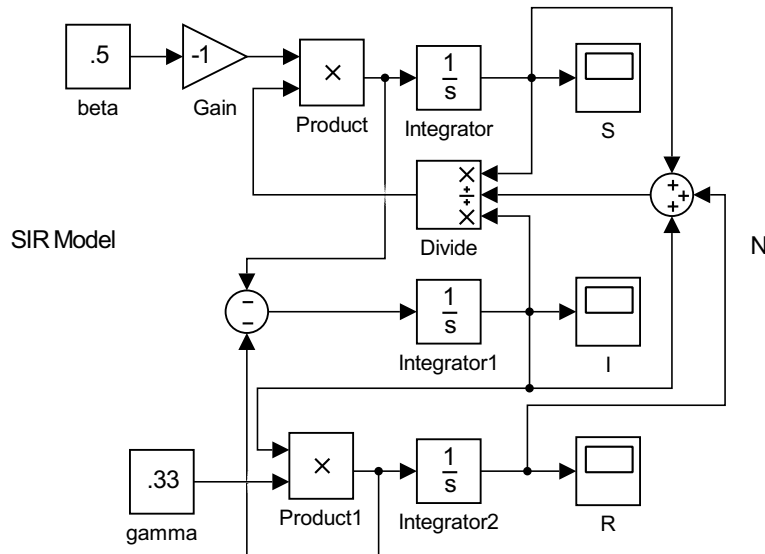 .5
-1
×
1
s
beta
Gain
Product
Integrator
S
×
÷
×
+
+
+
Divide
SIR Model
N
−
−
1
s
Integrator1
I
.33
×
1
s
gamma
Product1
Integrator2
R